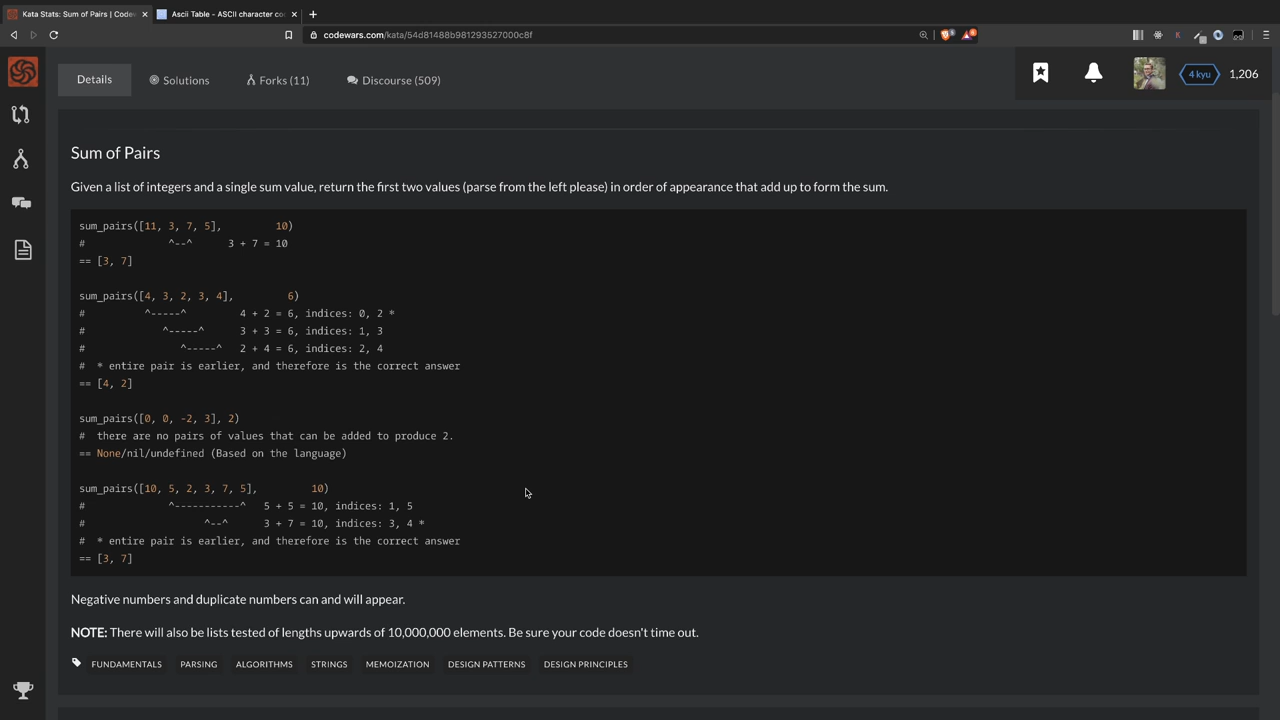 Kata Stats: Sum of Pairs | Codew
Ascii Table - ASCII character co
codewars.com/kata/54d81488b981293527000c8f
Details
Solutions
Forks (11)
Discourse (509)
4 kyu
1,206
Sum of Pairs
Given a list of integers and a single sum value, return the first two values (parse from the left please) in order of appearance that add up to form the sum.
sum_pairs([11, 3, 7, 5],         10)
#              ^--^      3 + 7 = 10
== [3, 7]
sum_pairs([4, 3, 2, 3, 4],         6)
#          ^-----^         4 + 2 = 6, indices: 0, 2 *
#             ^-----^      3 + 3 = 6, indices: 1, 3
#                ^-----^   2 + 4 = 6, indices: 2, 4
#  * entire pair is earlier, and therefore is the correct answer
== [4, 2]
sum_pairs([0, 0, -2, 3], 2)
#  there are no pairs of values that can be added to produce 2.
== None/nil/undefined (Based on the language)
sum_pairs([10, 5, 2, 3, 7, 5],         10)
#              ^-----------^   5 + 5 = 10, indices: 1, 5
#                    ^--^      3 + 7 = 10, indices: 3, 4 *
#  * entire pair is earlier, and therefore is the correct answer
== [3, 7]
Negative numbers and duplicate numbers can and will appear.
NOTE: There will also be lists tested of lengths upwards of 10,000,000 elements. Be sure your code doesn't time out.
FUNDAMENTALS
PARSING
ALGORITHMS
STRINGS
MEMOIZATION
DESIGN PATTERNS
DESIGN PRINCIPLES